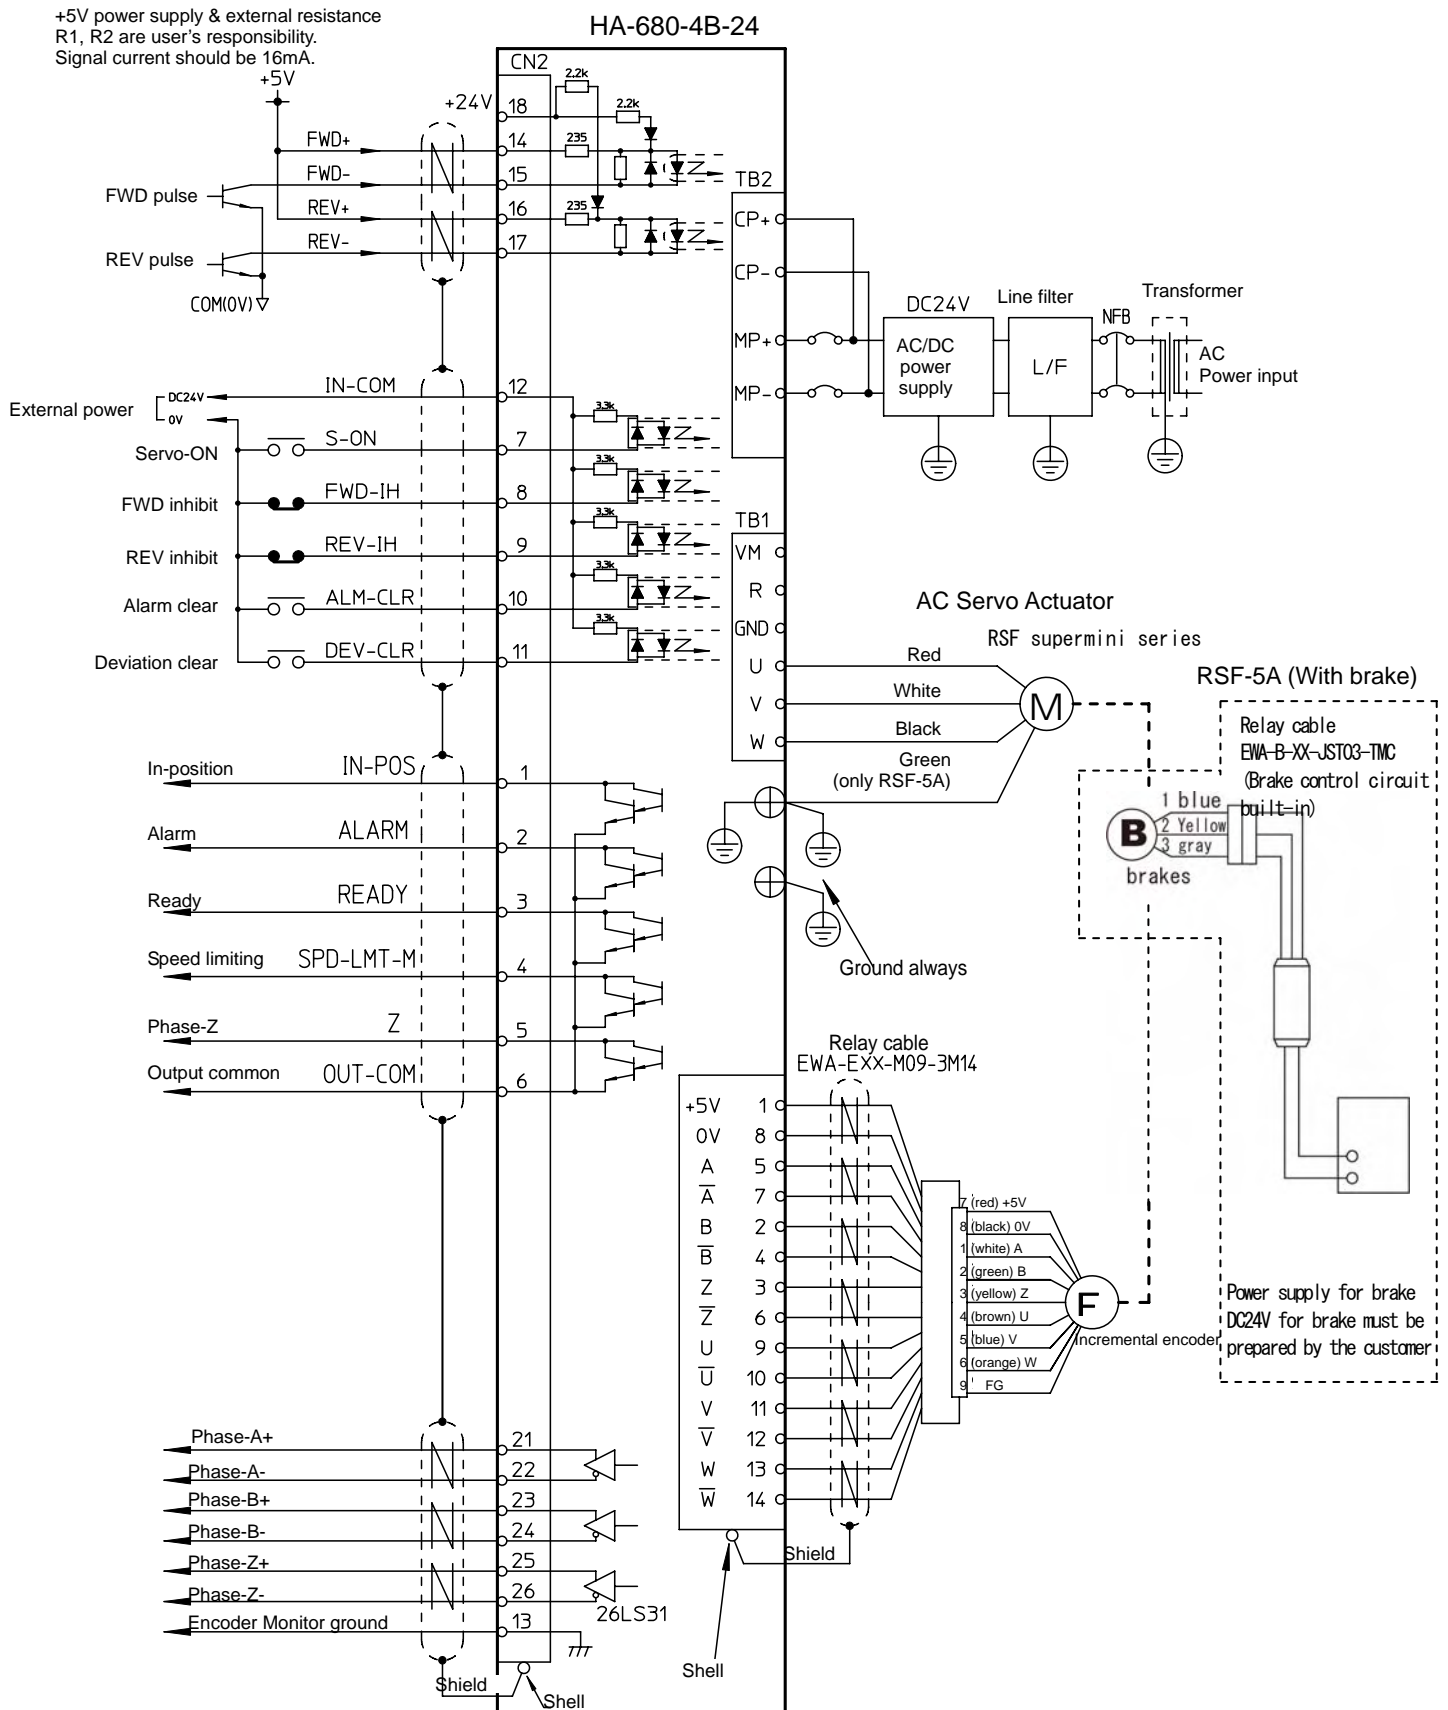 +5V power supply & external resistance
R1, R2 are user's responsibility.
Signal current should be 16mA.
HA-680-4B-24
+5V
CN2
+24V
18
2.2k
2.2k
FWD+
14
235
FWD-
15
FWD pulse
REV+
16
235
REV-
17
REV pulse
COM(0V)
TB2
CP+
CP-
MP+
MP-
DC24V
AC/DC
power
supply
Line filter
L/F
NFB
Transformer
AC
Power input
External power
DC24V
0V
IN-COM
12
3.3k
Servo-ON
S-ON
7
3.3k
FWD inhibit
FWD-IH
8
3.3k
REV inhibit
REV-IH
9
3.3k
Alarm clear
ALM-CLR
10
3.3k
Deviation clear
DEV-CLR
11
TB1
VM
R
GND
U
V
W
AC Servo Actuator
RSF supermini series
Red
White
Black
Green
(only RSF-5A)
M
RSF-5A (With brake)
Relay cable
EWA-B-XX-JST03-TMC
(Brake control circuit
built-in)
1 blue
2 Yellow
3 gray
B
brakes
In-position
IN-POS
1
Alarm
ALARM
2
Ready
READY
3
Speed limiting
SPD-LMT-M
4
Phase-Z
Z
5
Output common
OUT-COM
6
Ground always
Relay cable
EWA-EXX-M09-3M14
+5V 1
0V 8
A 5
A̅ 7
B 2
B̅ 4
Z 3
Z̅ 6
U 9
U̅ 10
V 11
V̅ 12
W 13
W̅ 14
7 (red) +5V
8 (black) 0V
1 (white) A
2 (green) B
3 (yellow) Z
4 (brown) U
5 (blue) V
6 (orange) W
9 FG
F
Incremental encoder
Power supply for brake
DC24V for brake must be
prepared by the customer
Phase-A+
21
Phase-A-
22
Phase-B+
23
Phase-B-
24
Phase-Z+
25
Phase-Z-
26
26LS31
Encoder Monitor ground
13
Shield
Shell
Shield
Shell